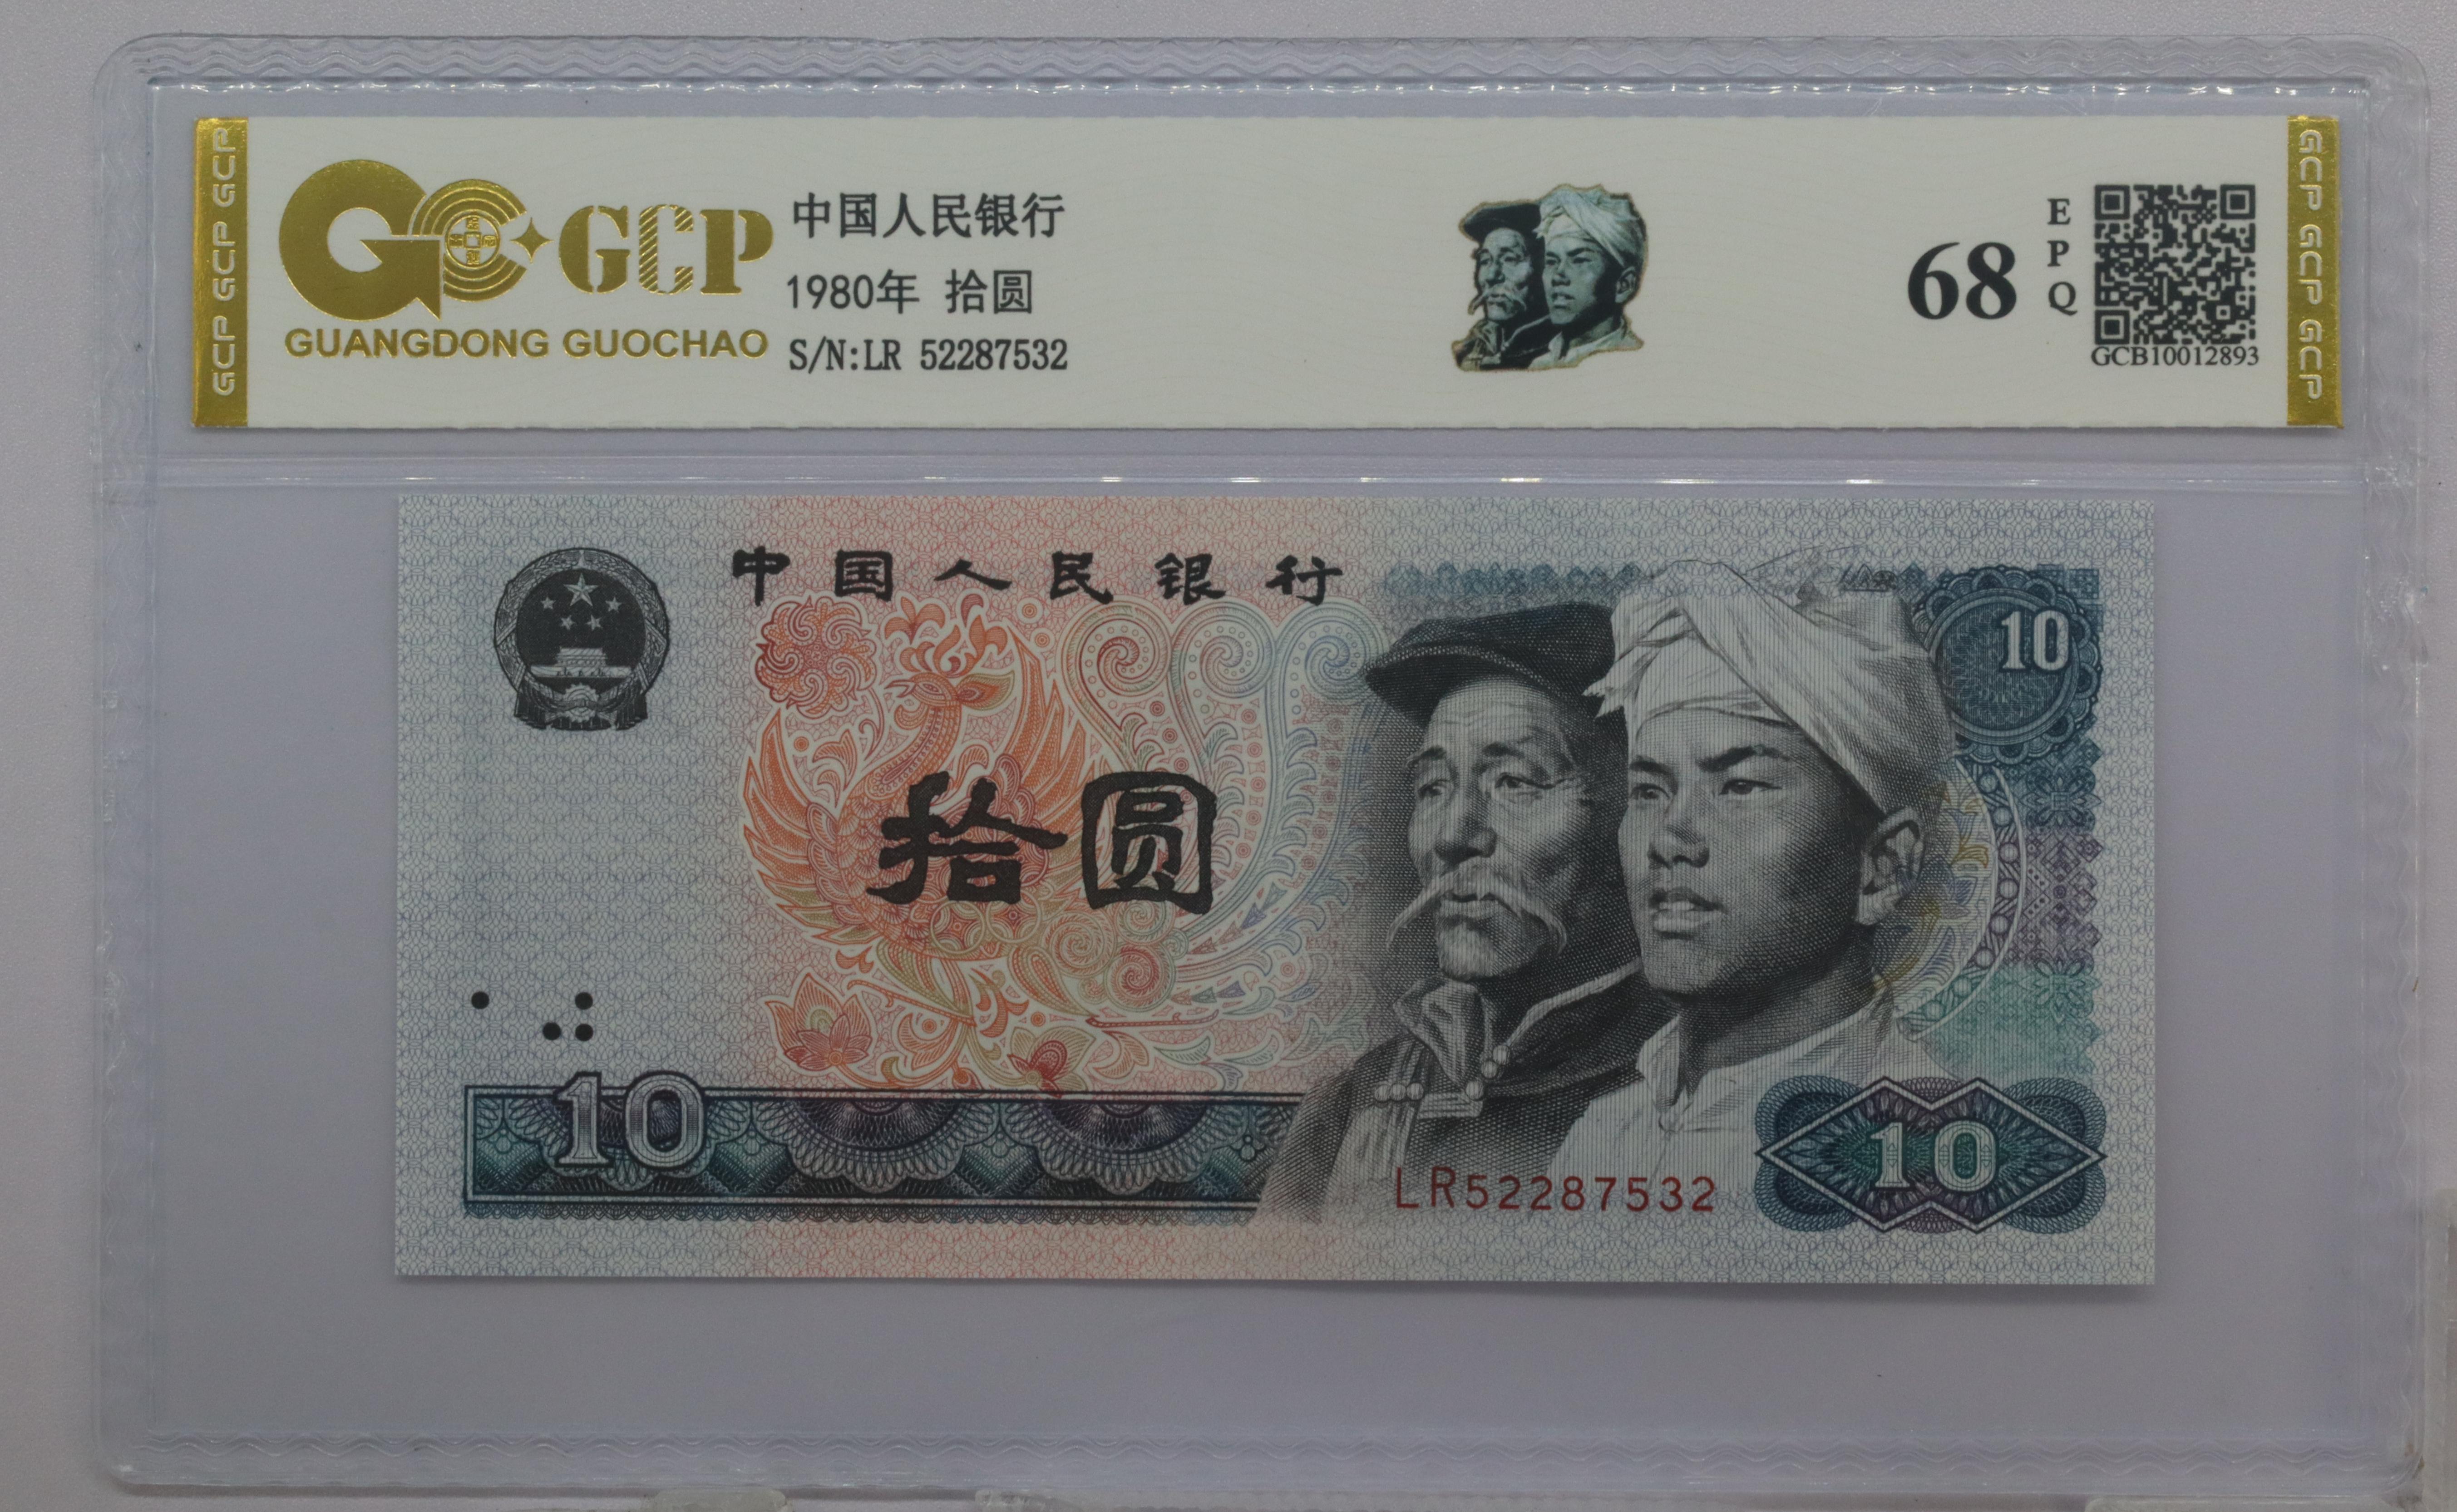 GCP GCP GCP
GCP
GUANGDONG GUOCHAO
中国人民银行
1980年 拾圆
S/N:LR 52287532
68
E
P
Q
GCB10012893
GCP GCP GCP
中国人民银行
10
拾圆
10
LR52287532
10